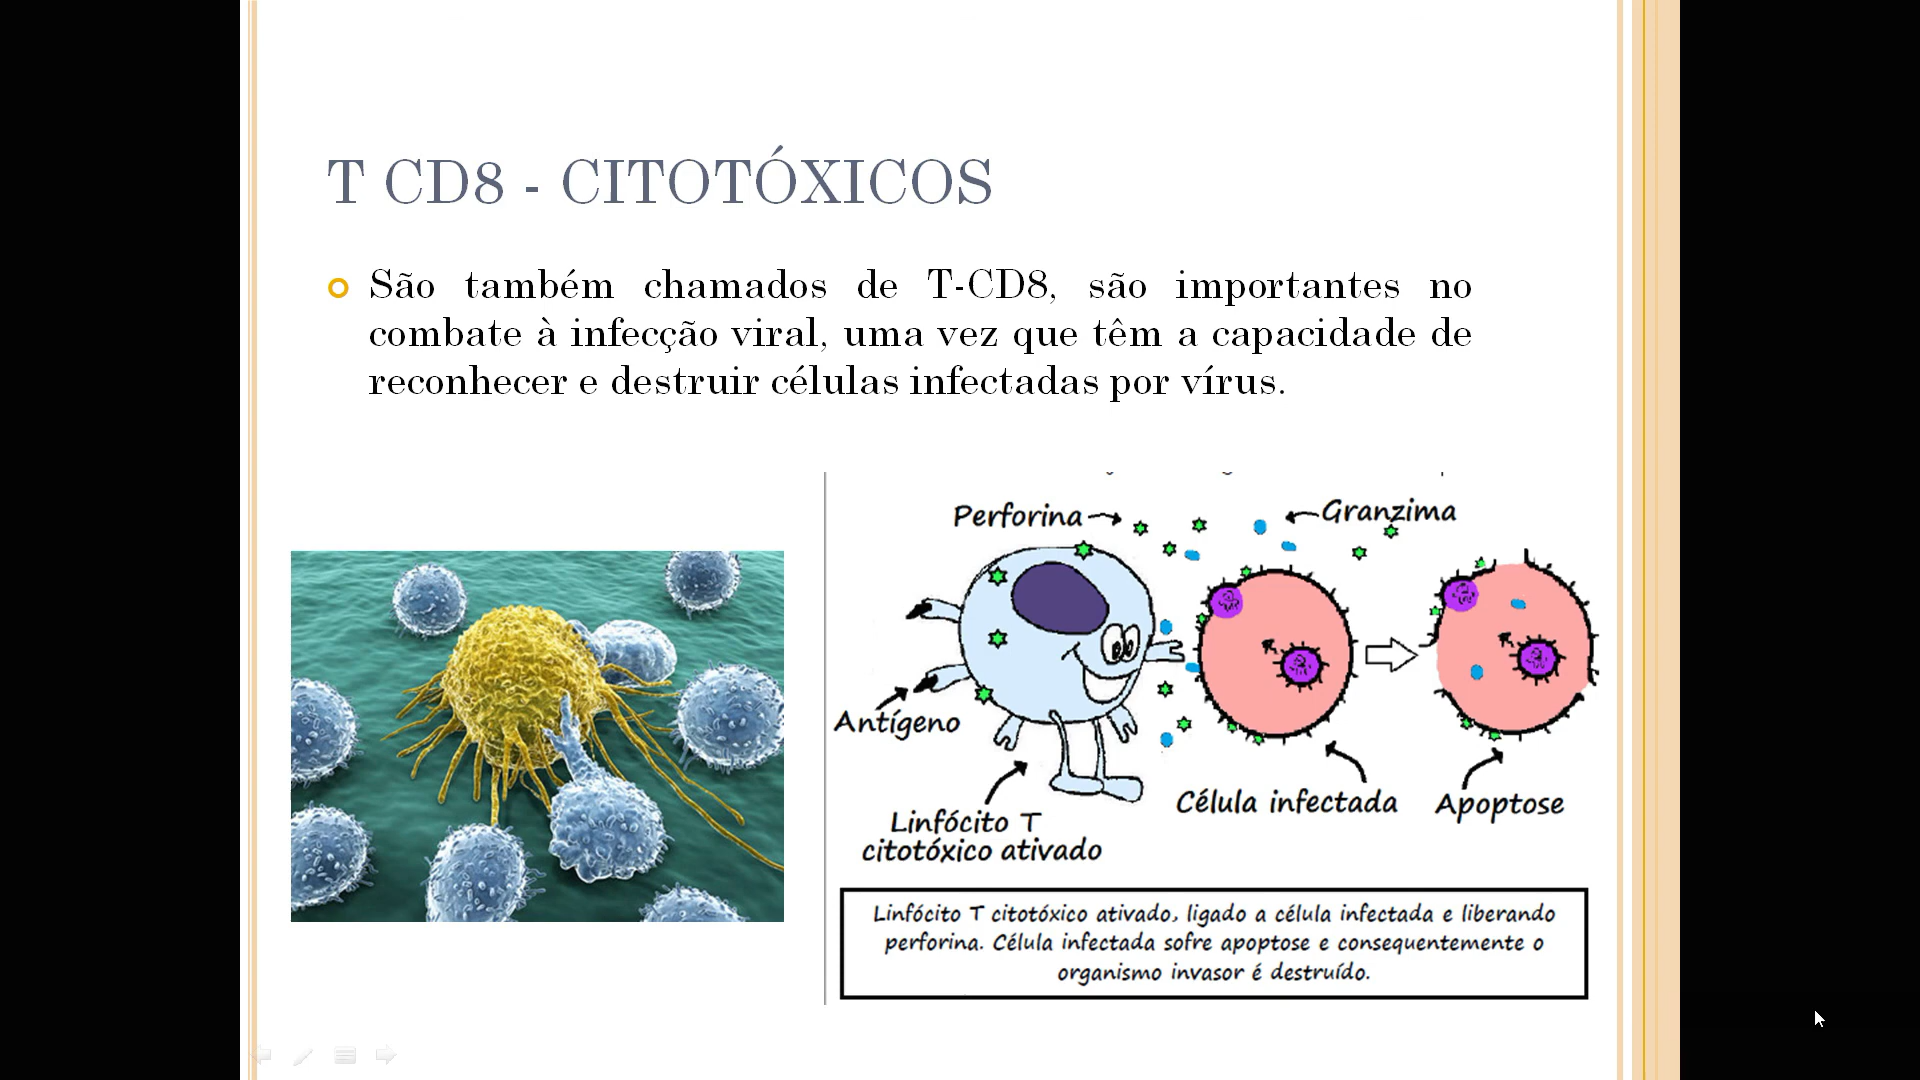 T CD8 - CITOTÓXICOS
São também chamados de T-CD8, são importantes no
combate à infecção viral, uma vez que têm a capacidade de
reconhecer e destruir células infectadas por vírus.
Perforina
Granzima
Antígeno
Linfócito T
citotóxico ativado
Célula infectada
Apoptose
Linfócito T citotóxico ativado, ligado a célula infectada e liberando
perforina. Célula infectada sofre apoptose e consequentemente o
organismo invasor é destruído.